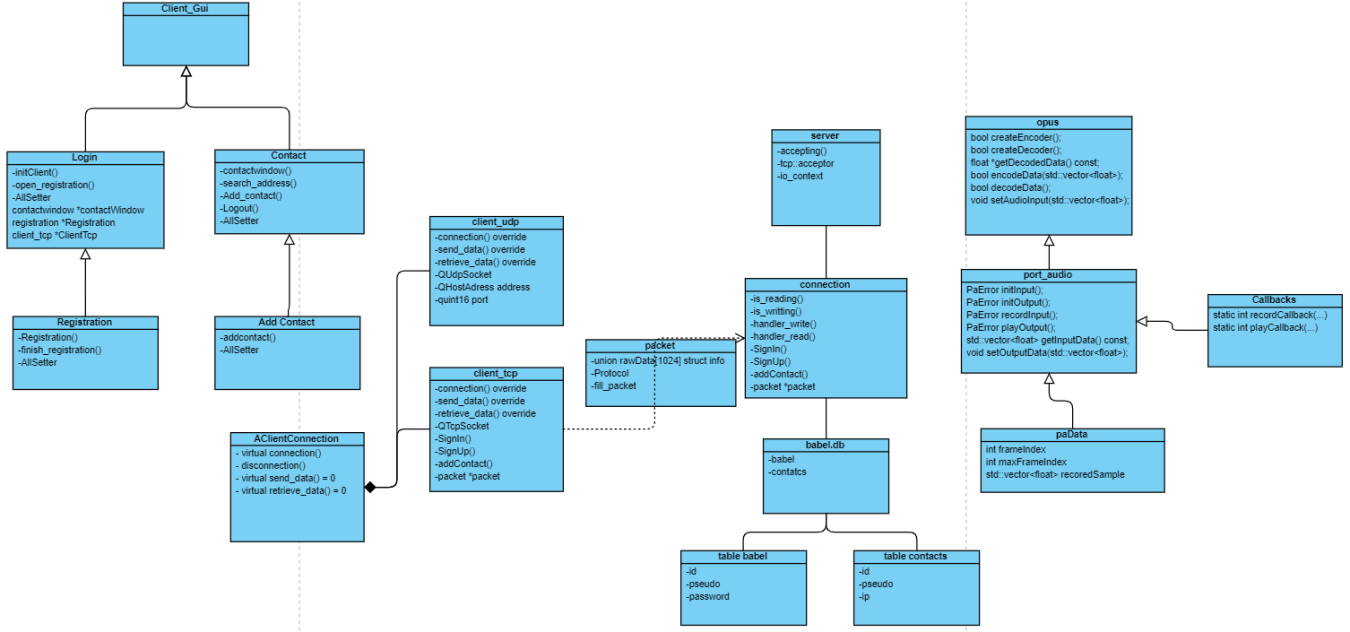 Client_Gui
Login
-initClient()
-open_registration()
-AllSetter
contactwindow *contactWindow
registration *Registration
client_tcp *ClientTcp
Contact
-contactwindow()
-search_address()
-Add_contact()
-Logout()
-AllSetter
Registration
-Registration()
-finish_registration()
-AllSetter
Add Contact
-addcontact()
-AllSetter
client_udp
-connection() override
-send_data() override
-retrieve_data() override
-QUdpSocket
-QHostAdress address
-quint16 port
client_tcp
-connection() override
-send_data() override
-retrieve_data() override
-QTcpSocket
-SignIn()
-SignUp()
-addContact()
-packet *packet
AClientConnection
- virtual connection()
- disconnection()
- virtual send_data() = 0
- virtual retrieve_data() = 0
packet
-union rawData[1024] struct info
-Protocol
-fill_packet
server
-accepting()
-tcp::acceptor
-io_context
connection
-is_reading()
-is_writting()
-handler_write()
-handler_read()
-SignIn()
-SignUp()
-addContact()
-packet *packet
babel.db
-babel
-contatcs
table babel
-id
-pseudo
-password
table contacts
-id
-pseudo
-ip
opus
bool createEncoder();
bool createDecoder();
float *getDecodedData() const;
bool encodeData(std::vector<float>);
bool decodeData();
void setAudioInput(std::vector<float>);
port_audio
PaError initInput();
PaError initOutput();
PaError recordInput();
PaError playOutput();
std::vector<float> getInputData() const;
void setOutputData(std::vector<float>);
Callbacks
static int recordCallback(...)
static int playCallback(...)
paData
int frameIndex
int maxFrameIndex
std::vector<float> recoredSample